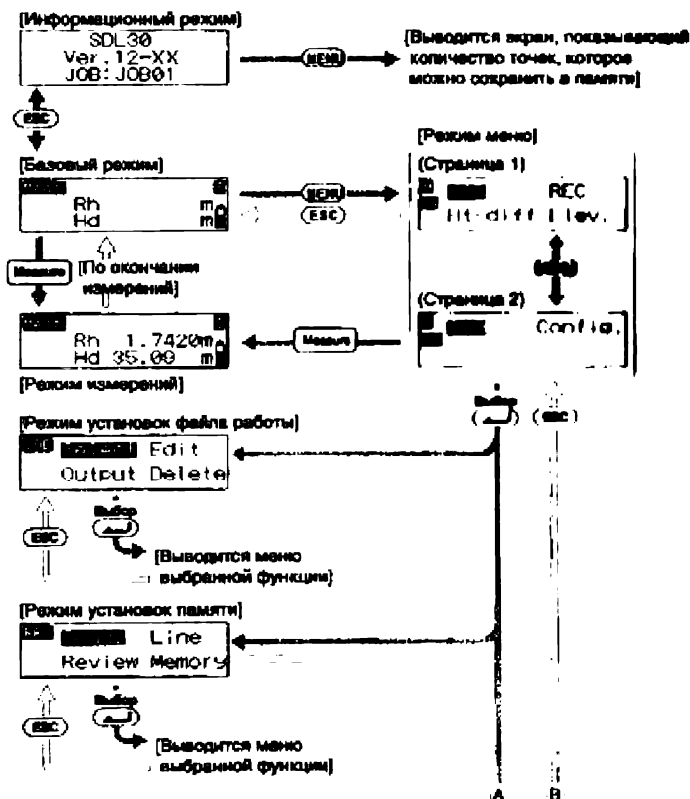 [Информационный режим]
SDL30
Ver.12-XX
JOB:JOB01
MENU
[Выводится экран, показывающий
количество точек, которое
можно сохранить в памяти]
ESC
[Базовый режим]
Rh m
Hd m
MENU
(ESC)
[Режим меню]
(Страница 1)
REC
Ht-diff Elev.
(Страница 2)
Config.
Measure
[По окончании
измерений]
Rh 1.7420m
Hd 35.09 m
Measure
[Режим измерений]
Выбор
(ESC)
[Режим установок файла работы]
Edit
Output Delete
ESC
Выбор
[Выводится меню
выбранной функции]
[Режим установок памяти]
Line
Review Memory
ESC
Выбор
[Выводится меню
выбранной функции]
A B